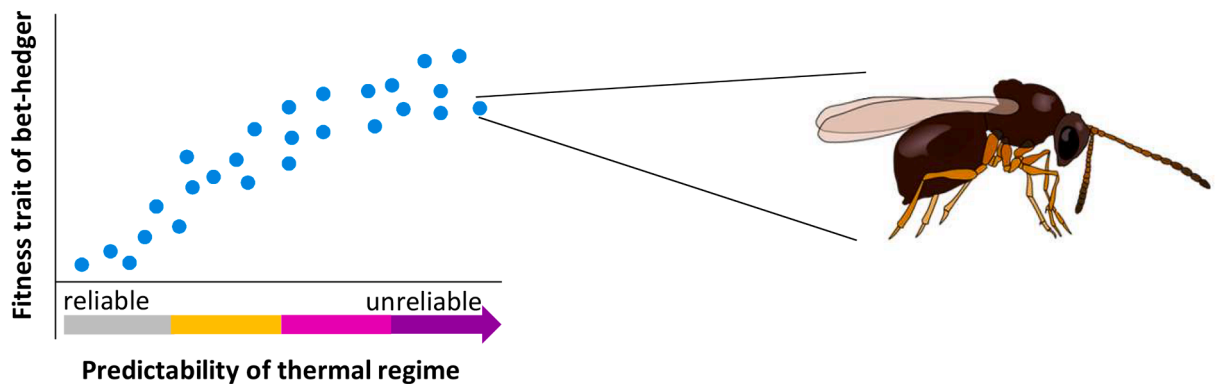 Fitness trait of bet-hedger
reliable
unreliable
Predictability of thermal regime